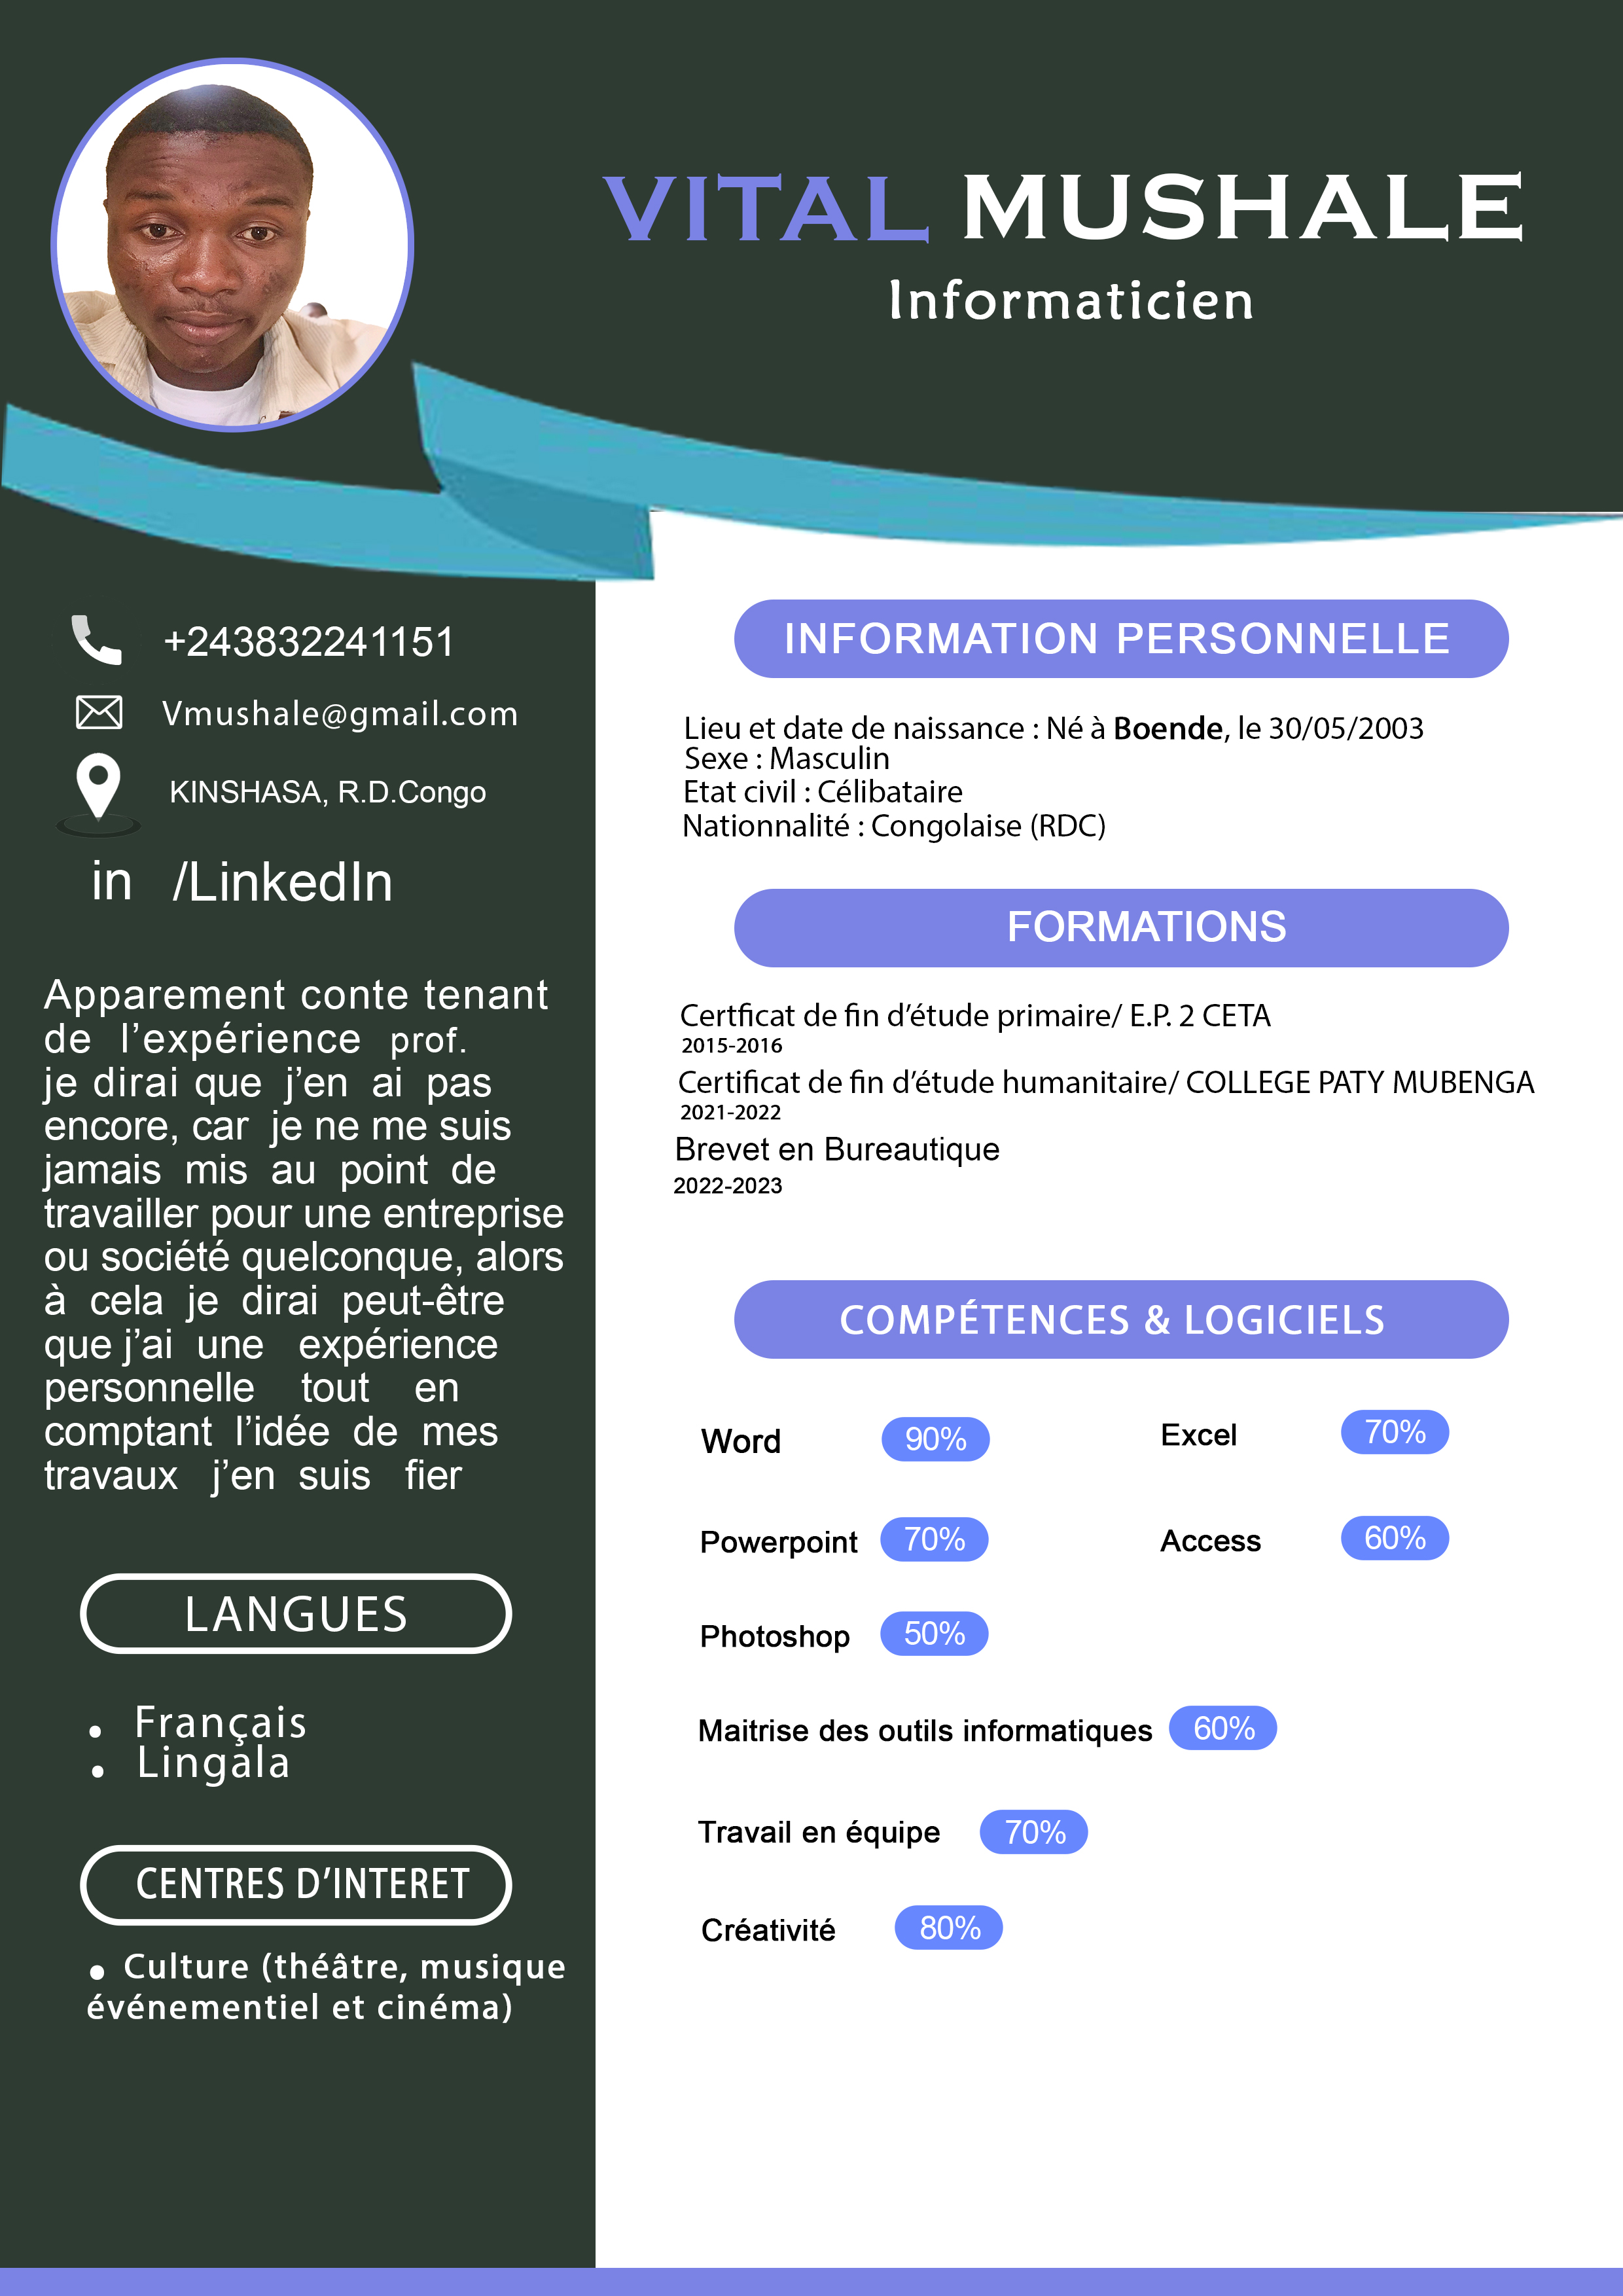 VITAL MUSHALE
Informaticien
+243832241151
Vmushale@gmail.com
KINSHASA, R.D.Congo
in /LinkedIn
Apparement conte tenant
de l’expérience prof.
je dirai que j’en ai pas
encore, car je ne me suis
jamais mis au point de
travailler pour une entreprise
ou société quelconque, alors
à cela je dirai peut-être
que j’ai une expérience
personnelle tout en
comptant l’idée de mes
travaux j’en suis fier
LANGUES
• Français
• Lingala
CENTRES D’INTERET
• Culture (théâtre, musique
événementiel et cinéma)
INFORMATION PERSONNELLE
Lieu et date de naissance : Né à Boende, le 30/05/2003
Sexe : Masculin
Etat civil : Célibataire
Nationnalité : Congolaise (RDC)
FORMATIONS
Certficat de fin d’étude primaire/ E.P. 2 CETA
2015-2016
Certificat de fin d’étude humanitaire/ COLLEGE PATY MUBENGA
2021-2022
Brevet en Bureautique
2022-2023
COMPÉTENCES & LOGICIELS
Word 90% Excel 70%
Powerpoint 70% Access 60%
Photoshop 50%
Maitrise des outils informatiques 60%
Travail en équipe 70%
Créativité 80%